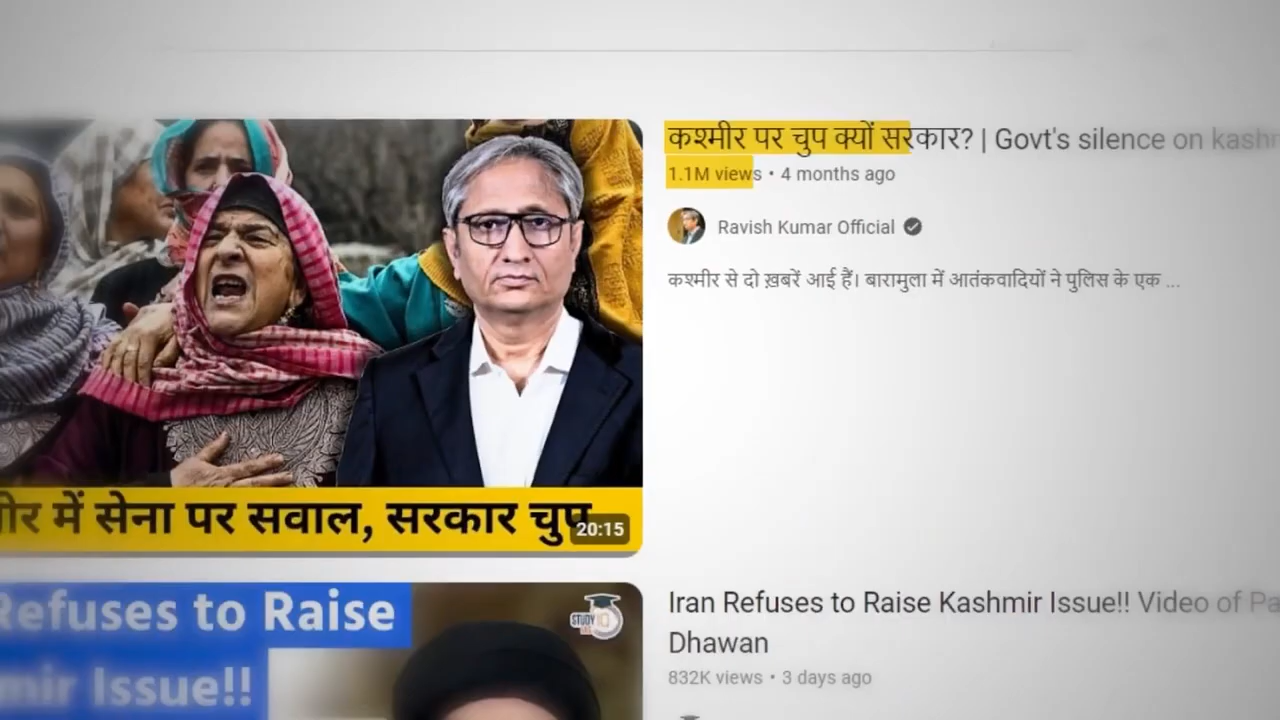 कश्मीर पर चुप क्यों सरकार? | Govt's silence on
1.1M views • 4 months ago
Ravish Kumar Official
कश्मीर से दो ख़बरें आई हैं। बारामुला में आतंकवादियों ने पुलिस के एक ...
में सेना पर सवाल, सरकार चुप
20:15
Refuses to Raise
Issue!!
STUDY IQ
Iran Refuses to Raise Kashmir Issue!! Video of
Dhawan
832K views • 3 days ago